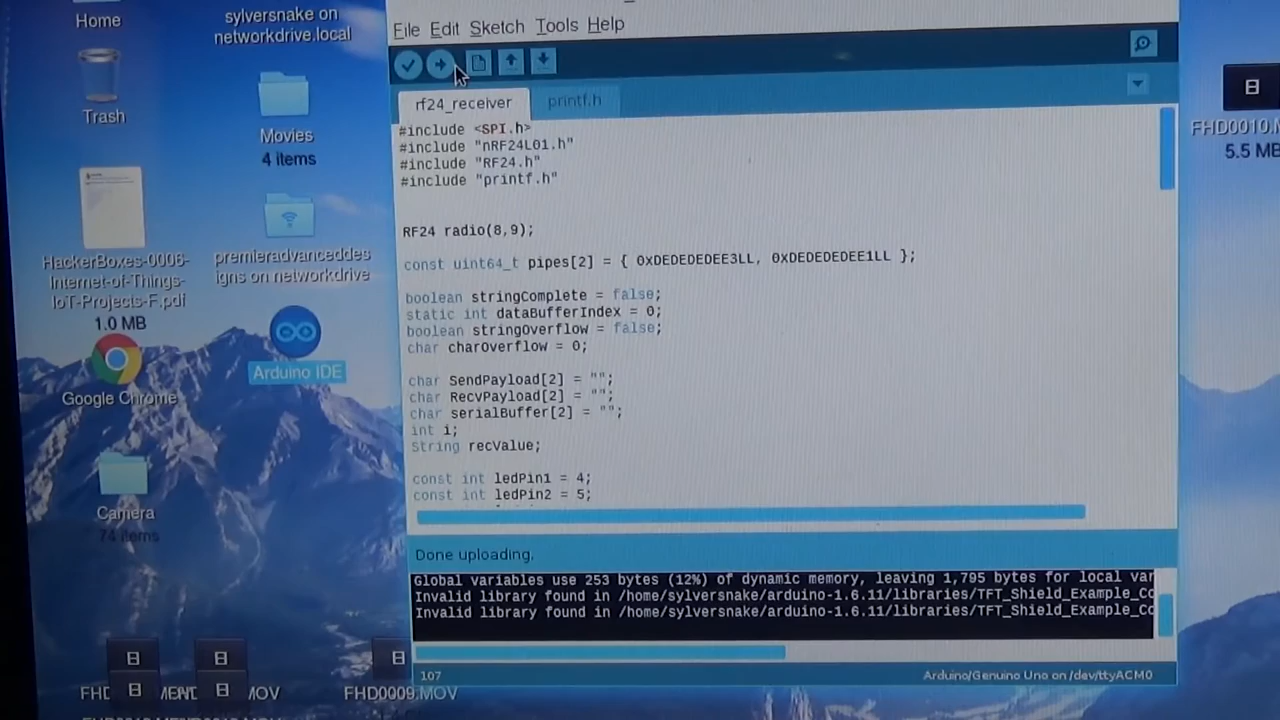 Home
sylversnake on
networkdrive.local
Trash
Movies
4 items
HackerBoxes-0006-
Internet-of-Things-
IoT-Projects-F.pdf
1.0 MB
premieradvanceddes
igns on networkdrive
Google Chrome
Arduino IDE
Camera
74 items
File Edit Sketch Tools Help
rf24_receiver printf.h
#include <SPI.h>
#include "nRF24L01.h"
#include "RF24.h"
#include "printf.h"
RF24 radio(8,9);
const uint64_t pipes[2] = { 0xDEDEDEDEE3LL, 0xDEDEDEDEE1LL };
boolean stringComplete = false;
static int dataBufferIndex = 0;
boolean stringOverflow = false;
char charOverflow = 0;
char SendPayload[2] = "";
char RecvPayload[2] = "";
char serialBuffer[2] = "";
int i;
String recValue;
const int ledPin1 = 4;
const int ledPin2 = 5;
Done uploading.
Global variables use 253 bytes (12%) of dynamic memory, leaving 1,795 bytes for local var
Invalid library found in /home/sylversnake/arduino-1.6.11/libraries/TFT_Shield_Example_Co
Invalid library found in /home/sylversnake/arduino-1.6.11/libraries/TFT_Shield_Example_Co
107 Arduino/Genuino Uno on /dev/ttyACM0
FHD0010.M
5.5 MB
FHD0009.MOV